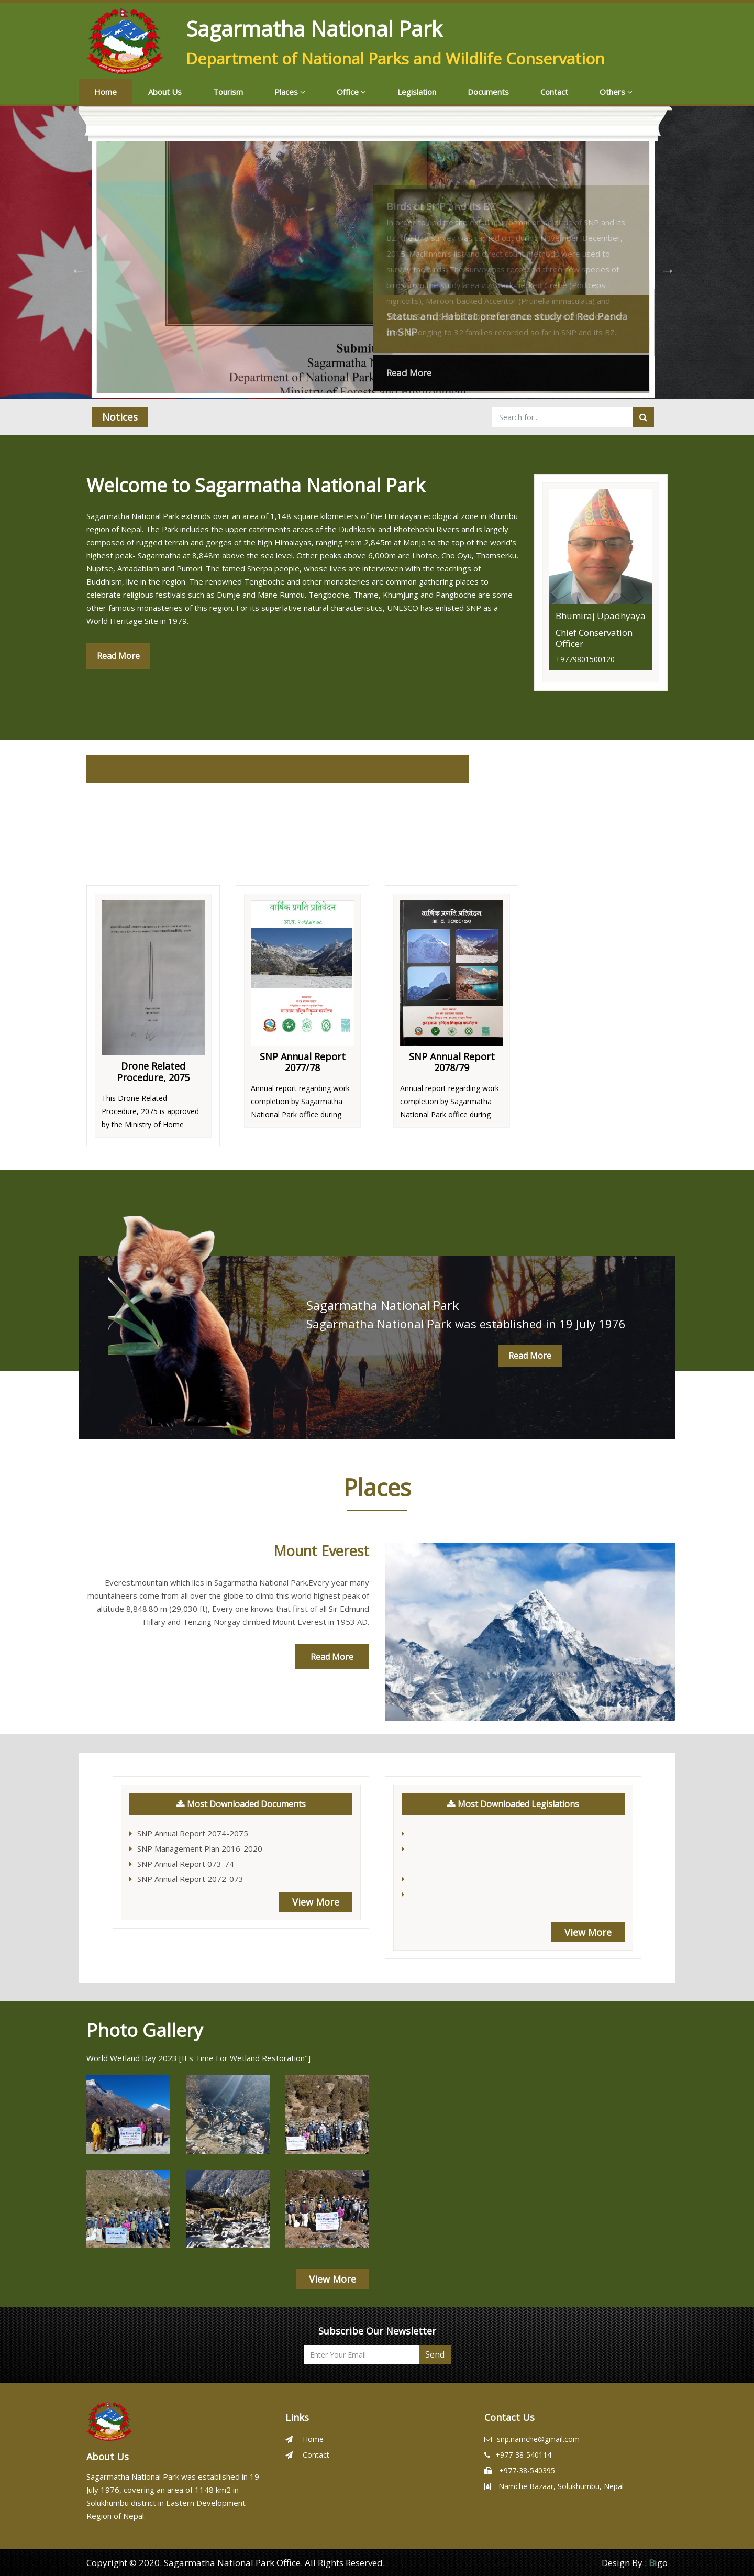 Sagarmatha National Park
Department of National Parks and Wildlife Conservation
Home About Us Tourism Places Office Legislation Documents Contact Others
Birds of SNP and its BZ
birds
nigricollis), Maroon-backed Accentor (Prunella immaculata) and
Status and Habitat preference study of Red Panda
in SNP
belonging to 32 families recorded so far in SNP and its BZ.
Submit
Sagarmatha Na
Department of National Park
Ministry of Forests and Environment
Read More
Notices
Search for...
Welcome to Sagarmatha National Park
Sagarmatha National Park extends over an area of 1,148 square kilometers of the Himalayan ecological zone in Khumbu
region of Nepal. The Park includes the upper catchments areas of the Dudhkoshi and Bhotehoshi Rivers and is largely
composed of rugged terrain and gorges of the high Himalayas, ranging from 2,845m at Monjo to the top of the world's
highest peak- Sagarmatha at 8,848m above the sea level. Other peaks above 6,000m are Lhotse, Cho Oyu, Thamserku,
Nuptse, Amadablam and Pumori. The famed Sherpa people, whose lives are interwoven with the teachings of
Buddhism, live in the region. The renowned Tengboche and other monasteries are common gathering places to
celebrate religious festivals such as Dumje and Mane Rumdu. Tengboche, Thame, Khumjung and Pangboche are some
other famous monasteries of this region. For its superlative natural characteristics, UNESCO has enlisted SNP as a
World Heritage Site in 1979.
Read More
Bhumiraj Upadhyaya
Chief Conservation
Officer
+9779801500120
वार्षिक प्रगति प्रतिवेदन
वार्षिक प्रगति प्रतिवेदन
Drone Related
Procedure, 2075
This Drone Related
Procedure, 2075 is approved
by the Ministry of Home
SNP Annual Report
2077/78
Annual report regarding work
completion by Sagarmatha
National Park office during
SNP Annual Report
2078/79
Annual report regarding work
completion by Sagarmatha
National Park office during
Sagarmatha National Park
Sagarmatha National Park was established in 19 July 1976
Read More
Places
Mount Everest
Everest.mountain which lies in Sagarmatha National Park.Every year many
mountaineers come from all over the globe to climb this world highest peak of
altitude 8,848.80 m (29,030 ft), Every one knows that first of all Sir Edmund
Hillary and Tenzing Norgay climbed Mount Everest in 1953 AD.
Read More
Most Downloaded Documents
SNP Annual Report 2074-2075
SNP Management Plan 2016-2020
SNP Annual Report 073-74
SNP Annual Report 2072-073
View More
Most Downloaded Legislations
View More
Photo Gallery
World Wetland Day 2023 [It's Time For Wetland Restoration"]
View More
Subscribe Our Newsletter
Enter Your Email Send
About Us
Sagarmatha National Park was established in 19
July 1976, covering an area of 1148 km2 in
Solukhumbu district in Eastern Development
Region of Nepal.
Links
Home
Contact
Contact Us
snp.namche@gmail.com
+977-38-540114
+977-38-540395
Namche Bazaar, Solukhumbu, Nepal
Copyright © 2020. Sagarmatha National Park Office. All Rights Reserved.
Design By : Bigo